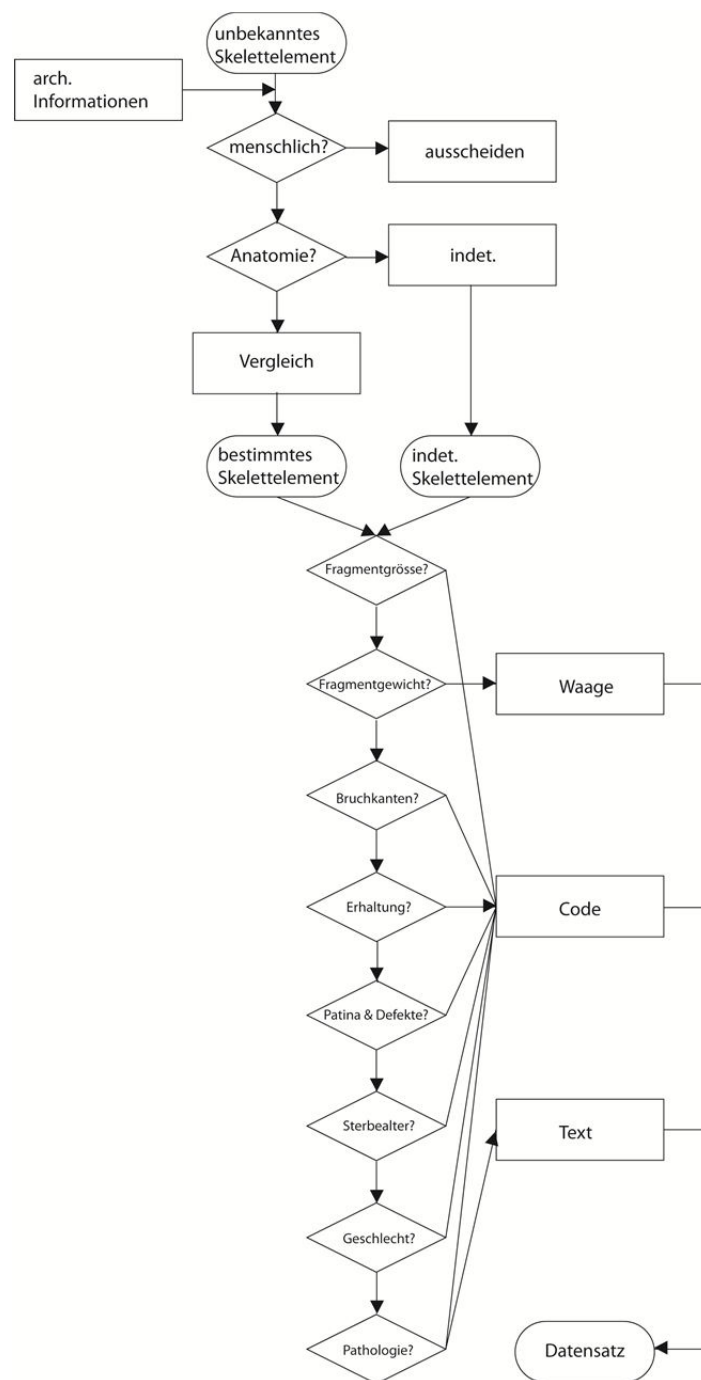 unbekanntes
Skelettelement
arch.
Informationen
menschlich?
ausscheiden
Anatomie?
indet.
Vergleich
bestimmtes
Skelettelement
indet.
Skelettelement
Fragmentgrösse?
Fragmentgewicht?
Waage
Bruchkanten?
Erhaltung?
Code
Patina & Defekte?
Sterbealter?
Text
Geschlecht?
Pathologie?
Datensatz